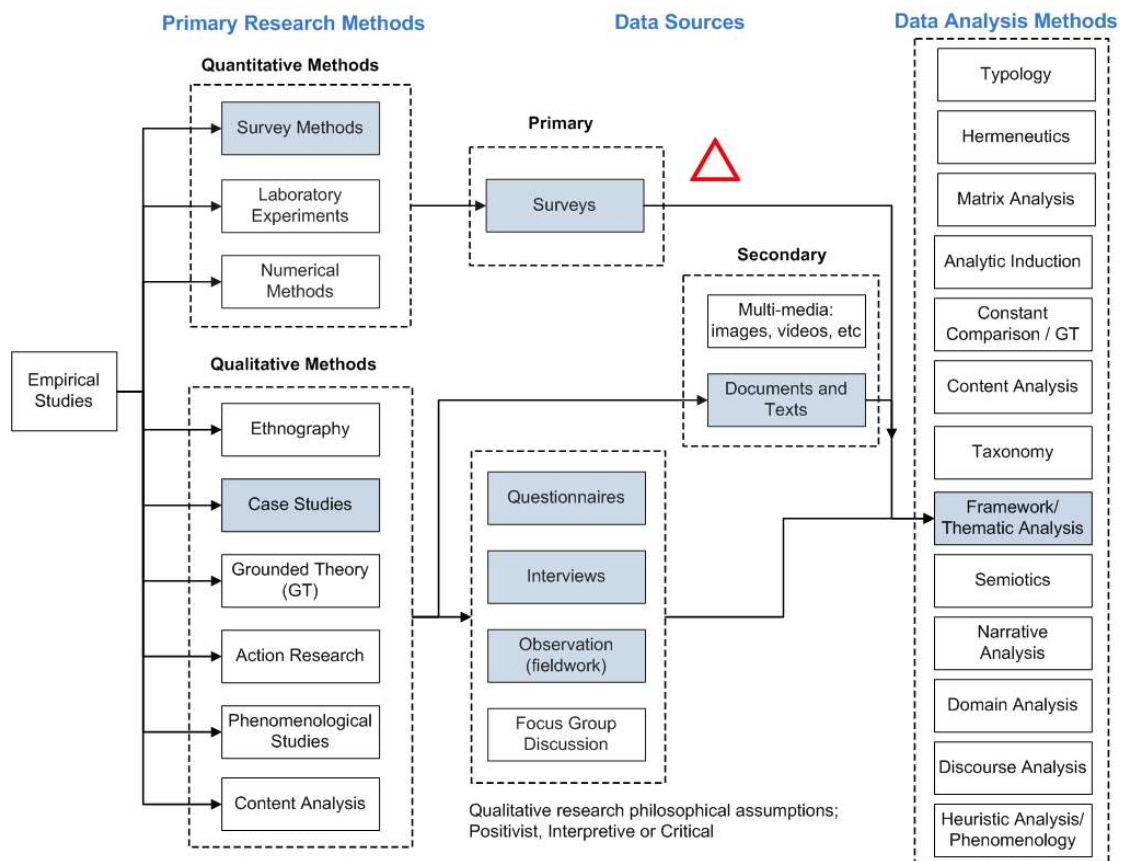 Primary Research Methods
Data Sources
Data Analysis Methods
Quantitative Methods
Survey Methods
Laboratory
Experiments
Numerical
Methods
Empirical
Studies
Qualitative Methods
Ethnography
Case Studies
Grounded Theory
(GT)
Action Research
Phenomenological
Studies
Content Analysis
Primary
Surveys
Secondary
Multi-media:
images, videos, etc
Documents and
Texts
Questionnaires
Interviews
Observation
(fieldwork)
Focus Group
Discussion
Qualitative research philosophical assumptions;
Positivist, Interpretive or Critical
Typology
Hermeneutics
Matrix Analysis
Analytic Induction
Constant
Comparison / GT
Content Analysis
Taxonomy
Framework/
Thematic Analysis
Semiotics
Narrative
Analysis
Domain Analysis
Discourse Analysis
Heuristic Analysis/
Phenomenology